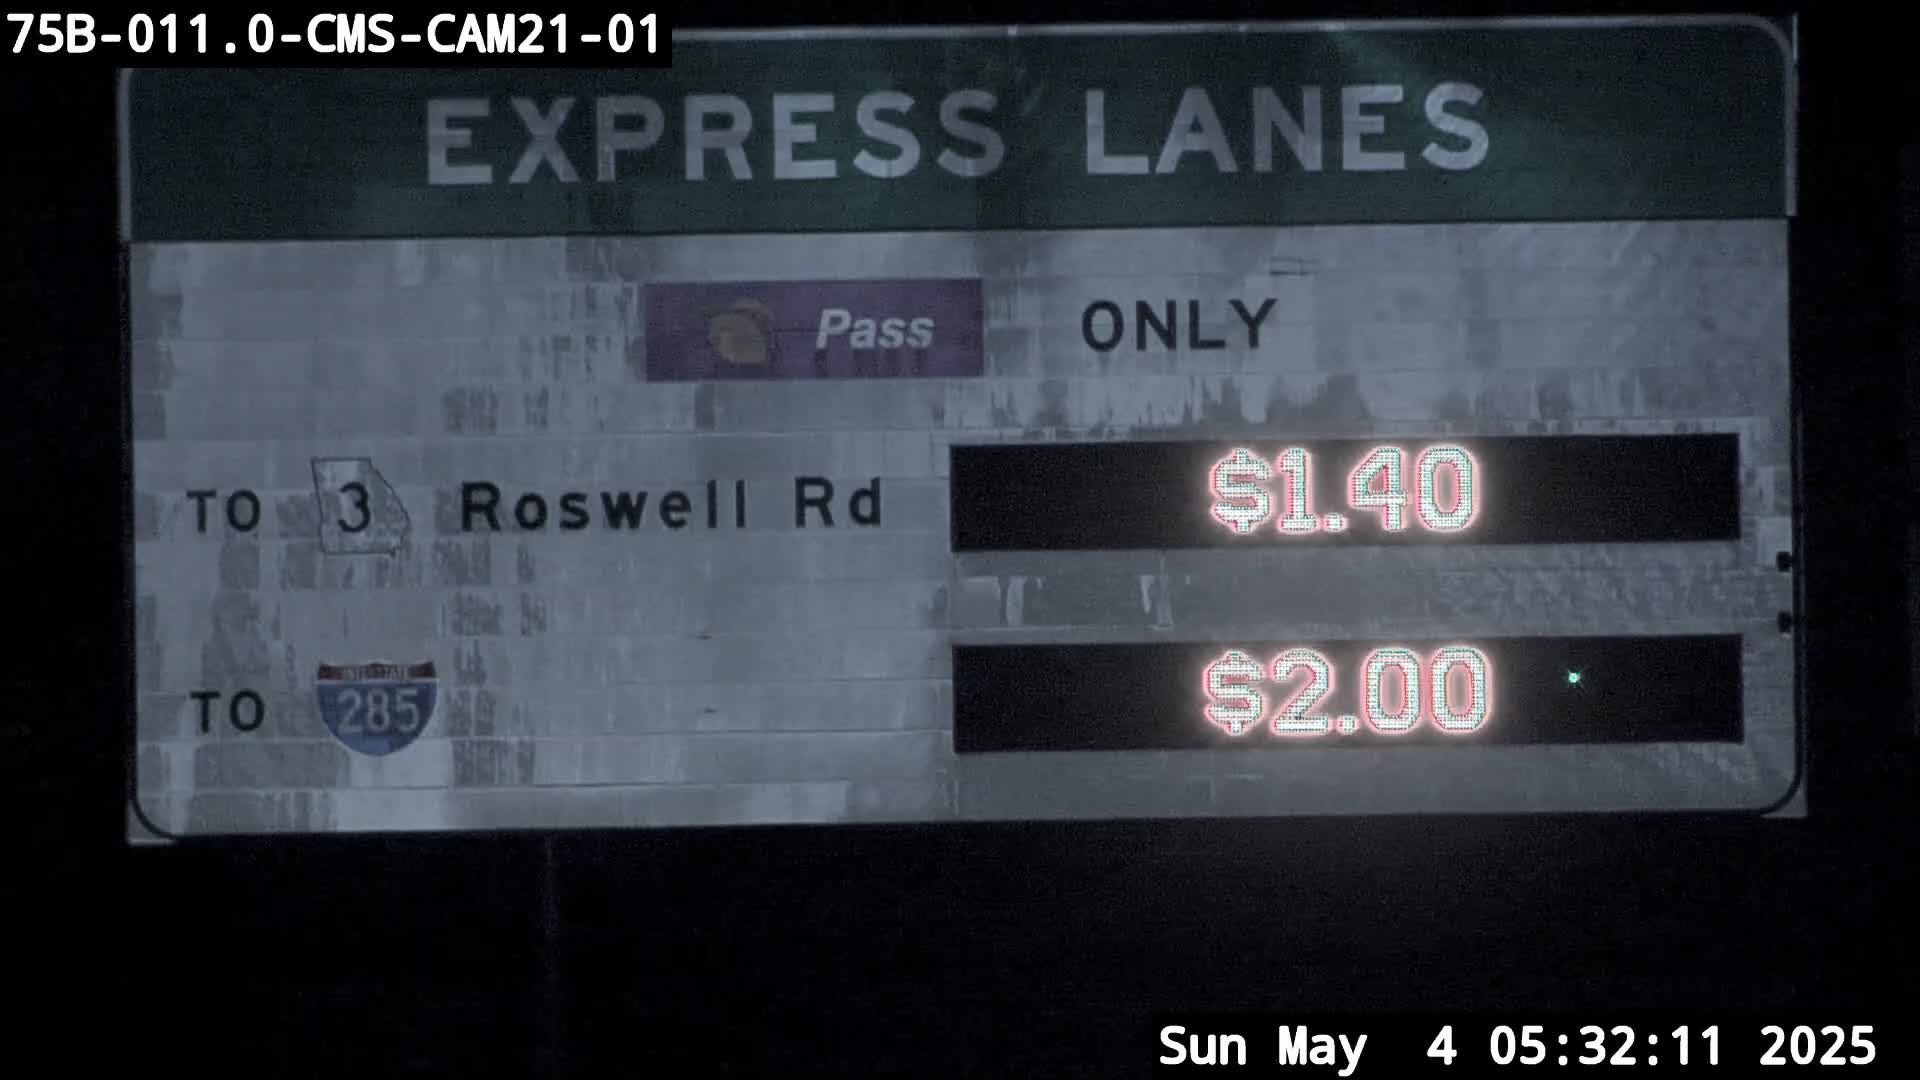 75B-011.0-CMS-CAM21-01
EXPRESS LANES
Pass ONLY
TO 3 Roswell Rd $1.40
INTERSTATE
TO 285 $2.00
Sun May 4 05:32:11 2025